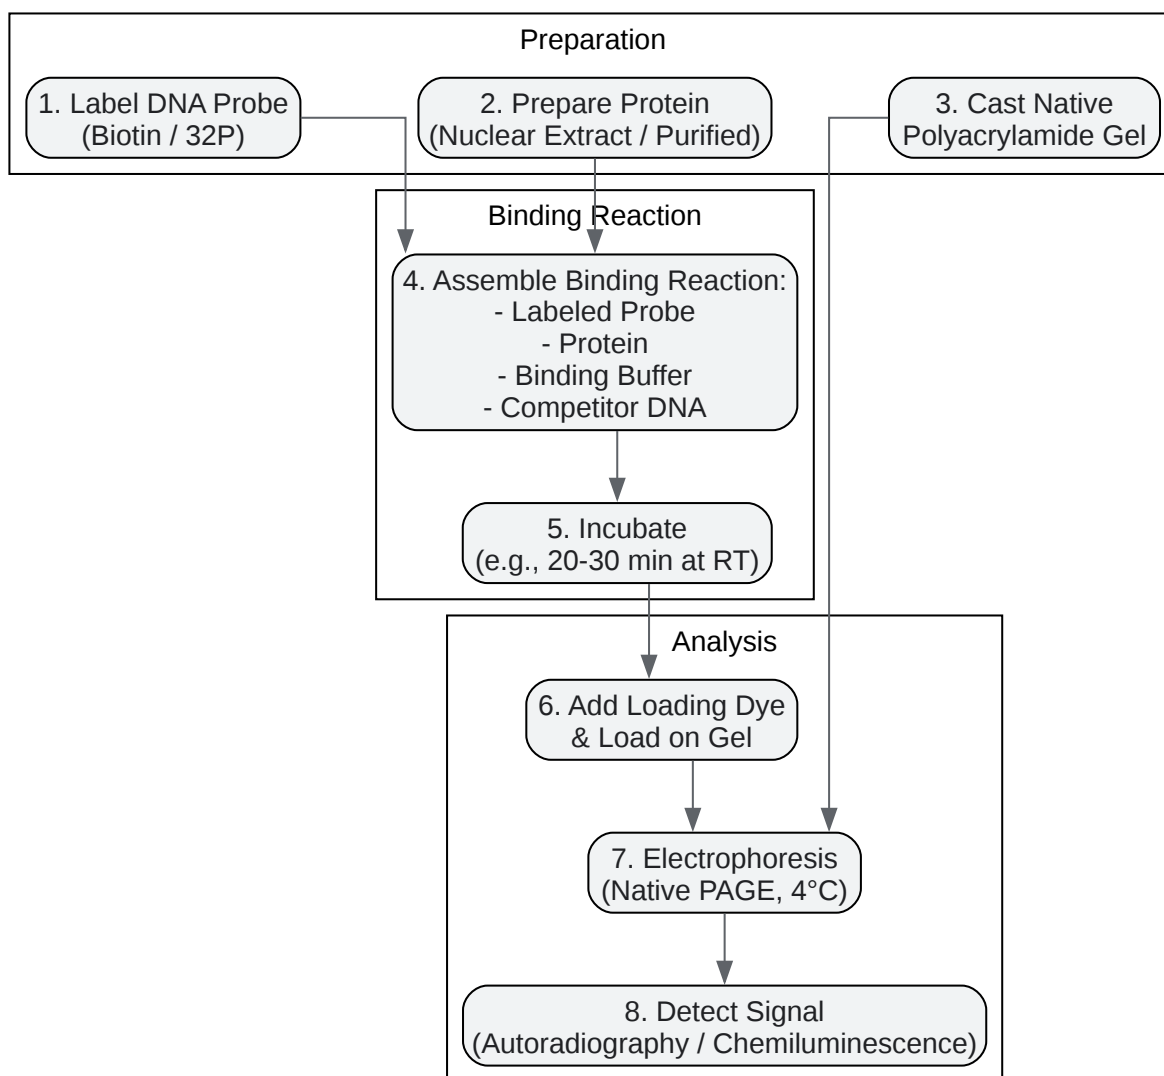 Preparation
1. Label DNA Probe
(Biotin / 32P)
2. Prepare Protein
(Nuclear Extract / Purified)
3. Cast Native
Polyacrylamide Gel
Binding Reaction
4. Assemble Binding Reaction:
- Labeled Probe
- Protein
- Binding Buffer
- Competitor DNA
5. Incubate
(e.g., 20-30 min at RT)
Analysis
6. Add Loading Dye
& Load on Gel
7. Electrophoresis
(Native PAGE, 4°C)
8. Detect Signal
(Autoradiography / Chemiluminescence)